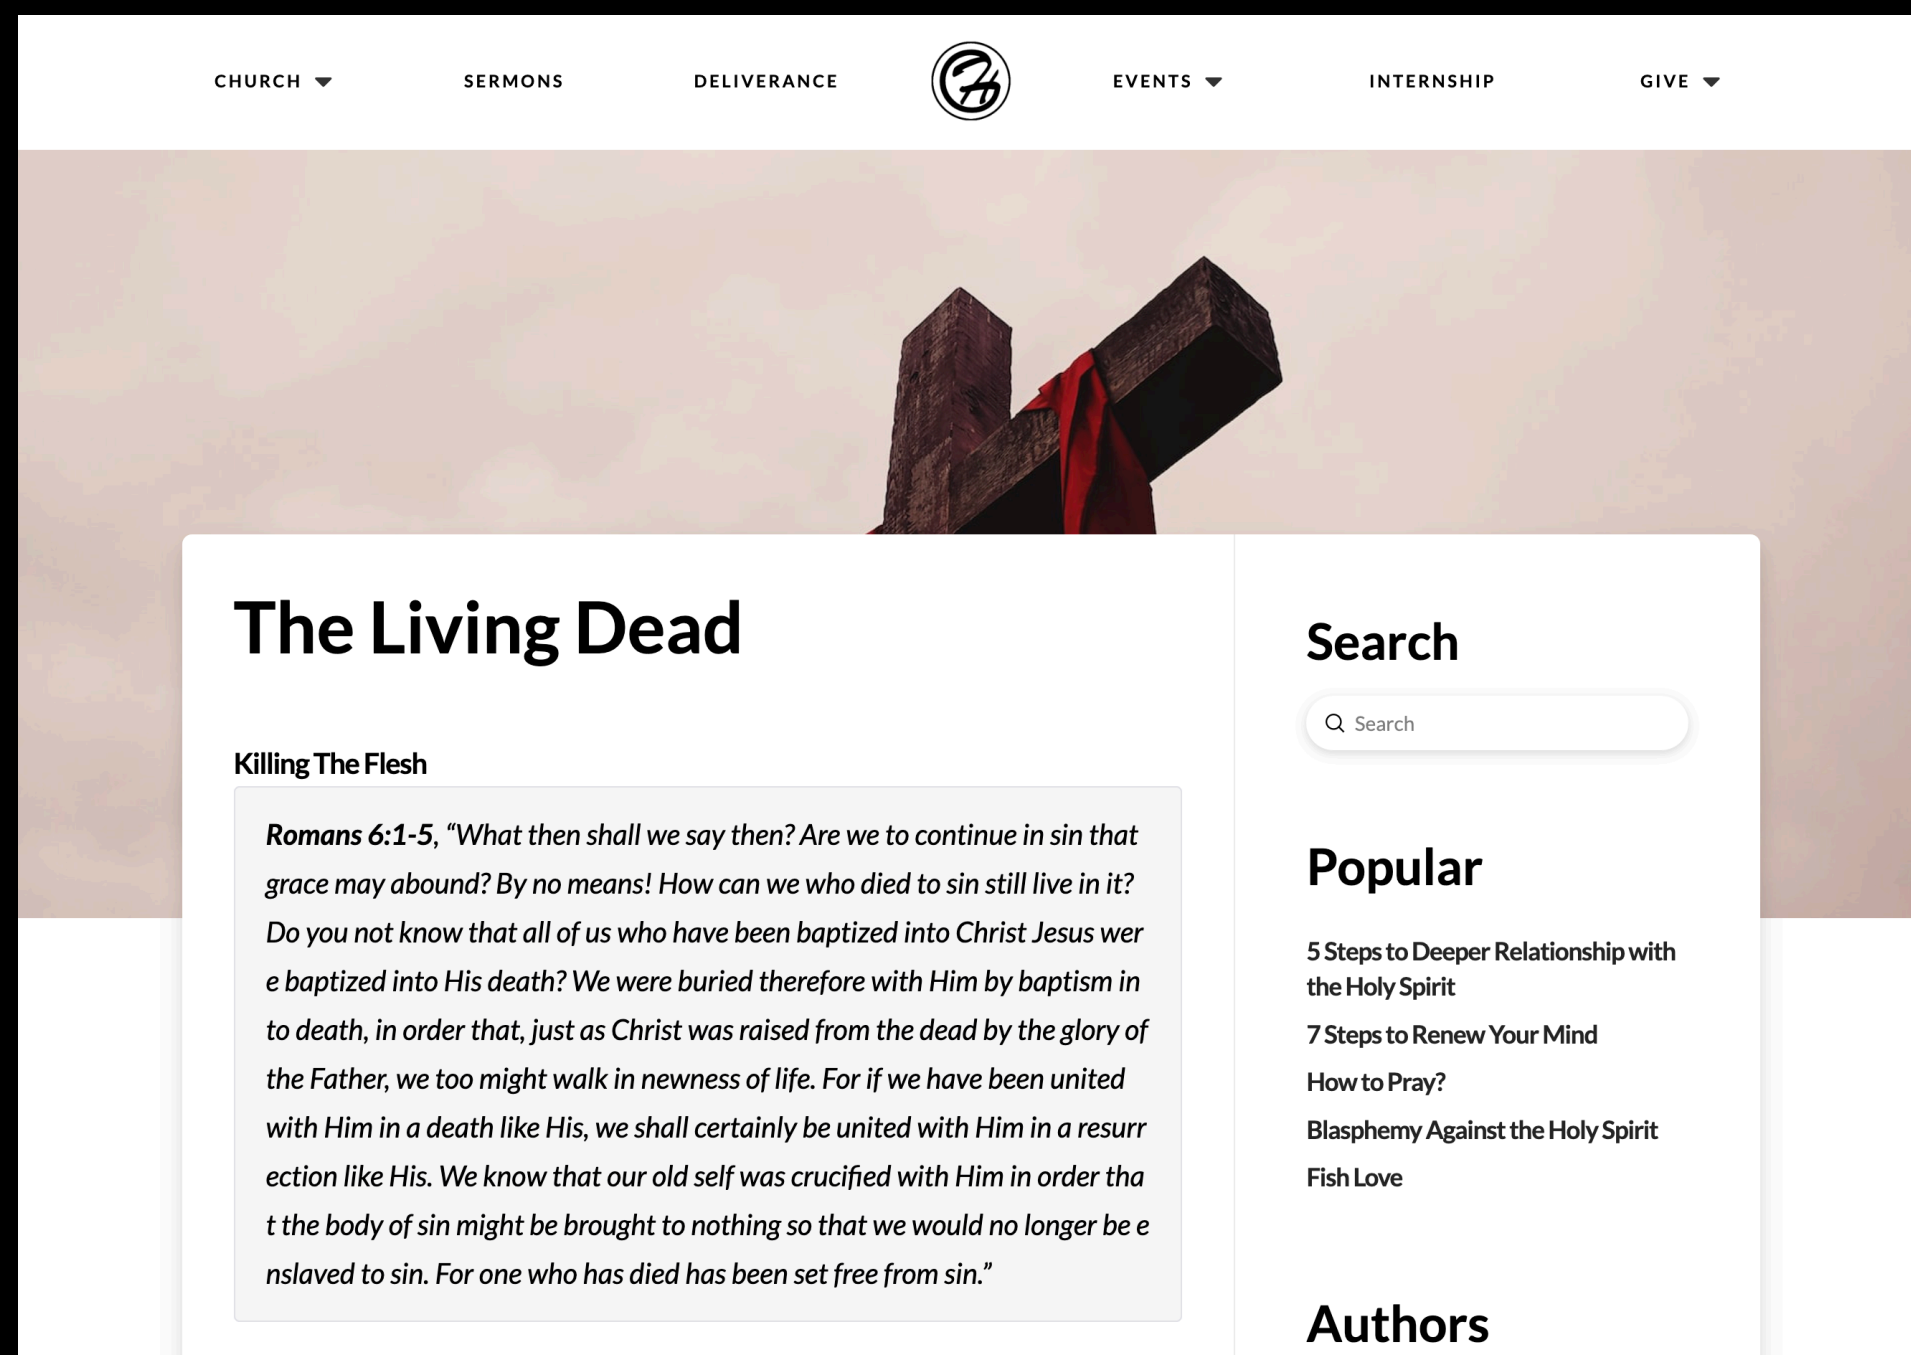 CHURCH
SERMONS
DELIVERANCE
EVENTS
INTERNSHIP
GIVE
The Living Dead
Killing The Flesh
Romans 6:1-5, “What then shall we say then? Are we to continue in sin that
grace may abound? By no means! How can we who died to sin still live in it?
Do you not know that all of us who have been baptized into Christ Jesus wer
e baptized into His death? We were buried therefore with Him by baptism in
to death, in order that, just as Christ was raised from the dead by the glory of
the Father, we too might walk in newness of life. For if we have been united
with Him in a death like His, we shall certainly be united with Him in a resurr
ection like His. We know that our old self was crucified with Him in order tha
t the body of sin might be brought to nothing so that we would no longer be e
nslaved to sin. For one who has died has been set free from sin.”
Search
Search
Popular
5 Steps to Deeper Relationship with
the Holy Spirit
7 Steps to Renew Your Mind
How to Pray?
Blasphemy Against the Holy Spirit
Fish Love
Authors